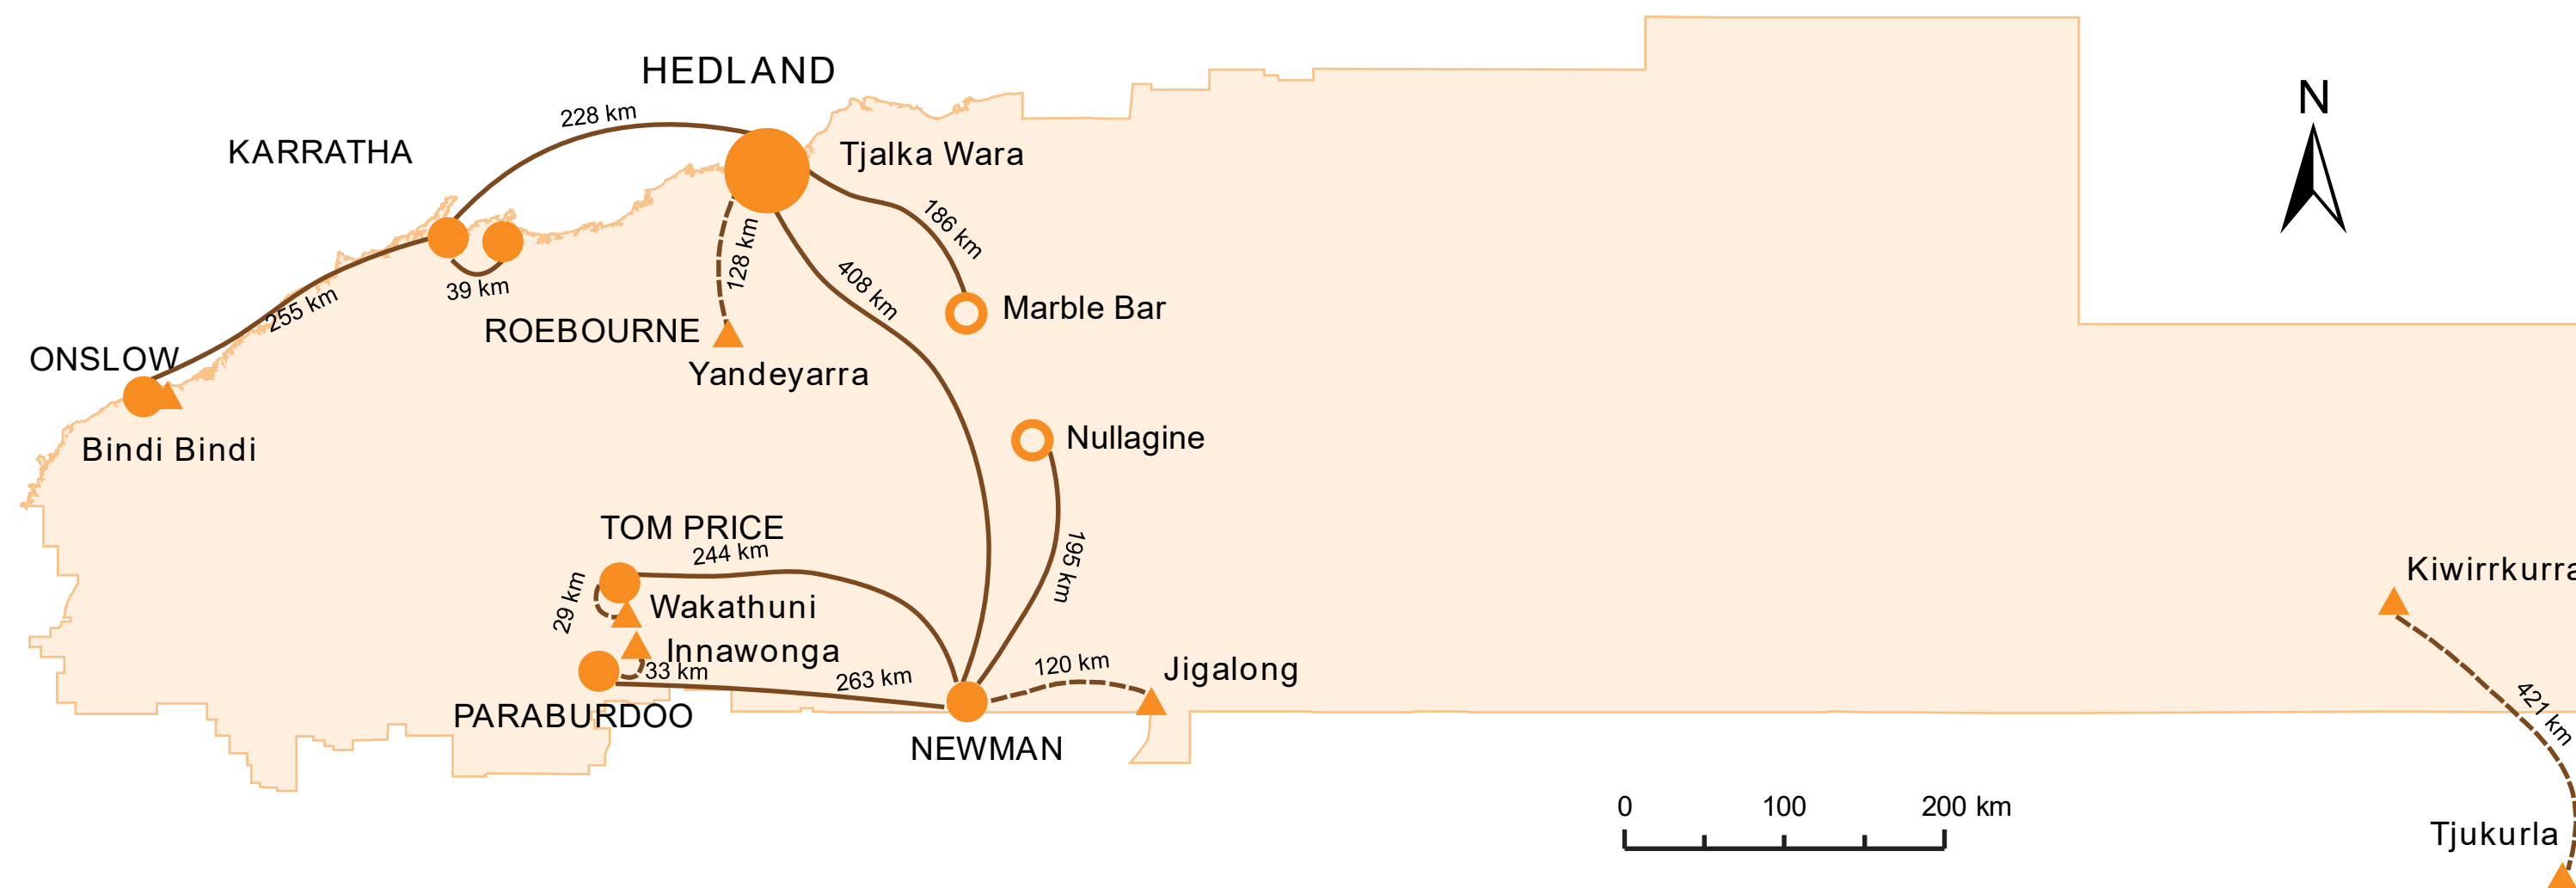 HEDLAND
N
228 km
KARRATHA
Tjalka Wara
186 km
128 km
408 km
39 km
255 km
Marble Bar
ROEBOURNE
ONSLOW
Yandeyarra
Nullagine
Bindi Bindi
TOM PRICE
244 km
195 km
Kiwirrkurra
29 km
Wakathuni
Innawonga
33 km
263 km
120 km
Jigalong
421 km
PARABURDOO
NEWMAN
0 100 200 km
Tjukurla